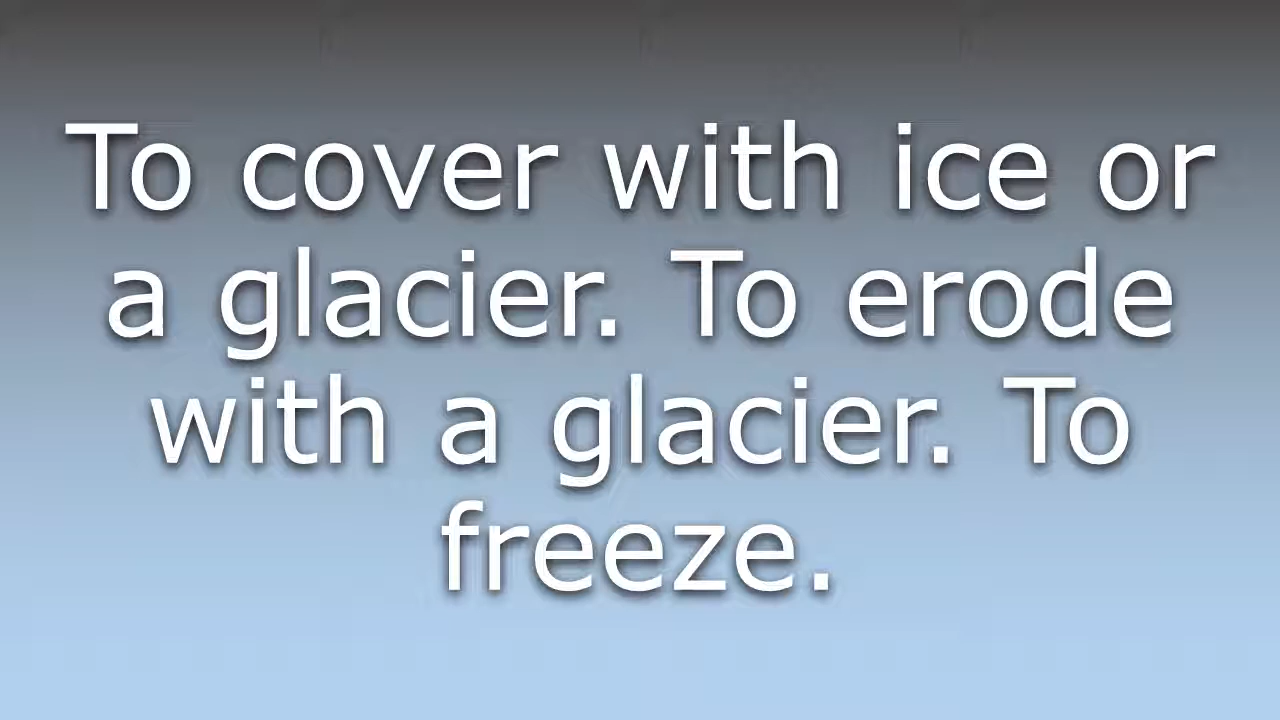 To cover with ice or
a glacier. To erode
with a glacier. To
freeze.